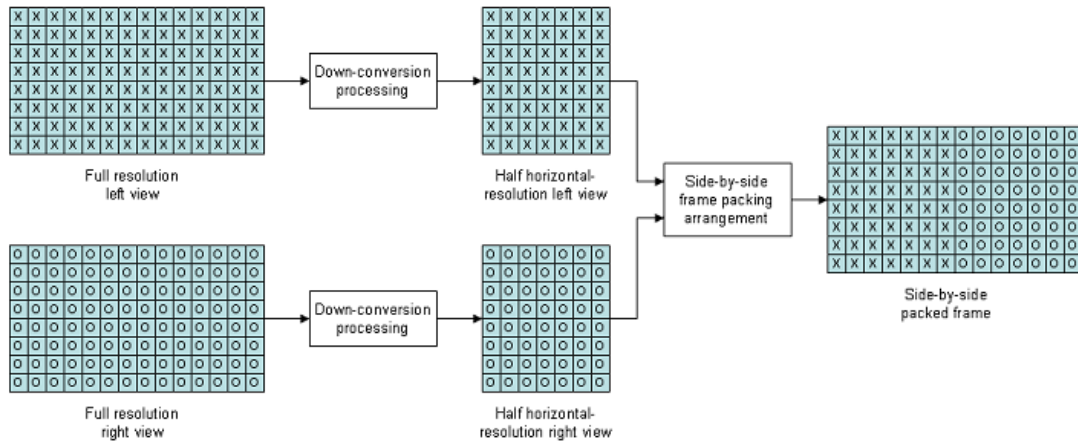 X X X X X X X X X X X X X X
X X X X X X X X X X X X X X
X X X X X X X X X X X X X X
X X X X X X X X X X X X X X
X X X X X X X X X X X X X X
X X X X X X X X X X X X X X
X X X X X X X X X X X X X X
X X X X X X X X X X X X X X
Full resolution
left view
Down-conversion
processing
X X X X X X X
X X X X X X X
X X X X X X X
X X X X X X X
X X X X X X X
X X X X X X X
X X X X X X X
X X X X X X X
Half horizontal-
resolution left view
O O O O O O O O O O O O O O
O O O O O O O O O O O O O O
O O O O O O O O O O O O O O
O O O O O O O O O O O O O O
O O O O O O O O O O O O O O
O O O O O O O O O O O O O O
O O O O O O O O O O O O O O
O O O O O O O O O O O O O O
Full resolution
right view
Down-conversion
processing
O O O O O O O
O O O O O O O
O O O O O O O
O O O O O O O
O O O O O O O
O O O O O O O
O O O O O O O
O O O O O O O
Half horizontal-
resolution right view
Side-by-side
frame packing
arrangement
X X X X X X X O O O O O O O
X X X X X X X O O O O O O O
X X X X X X X O O O O O O O
X X X X X X X O O O O O O O
X X X X X X X O O O O O O O
X X X X X X X O O O O O O O
X X X X X X X O O O O O O O
X X X X X X X O O O O O O O
Side-by-side
packed frame